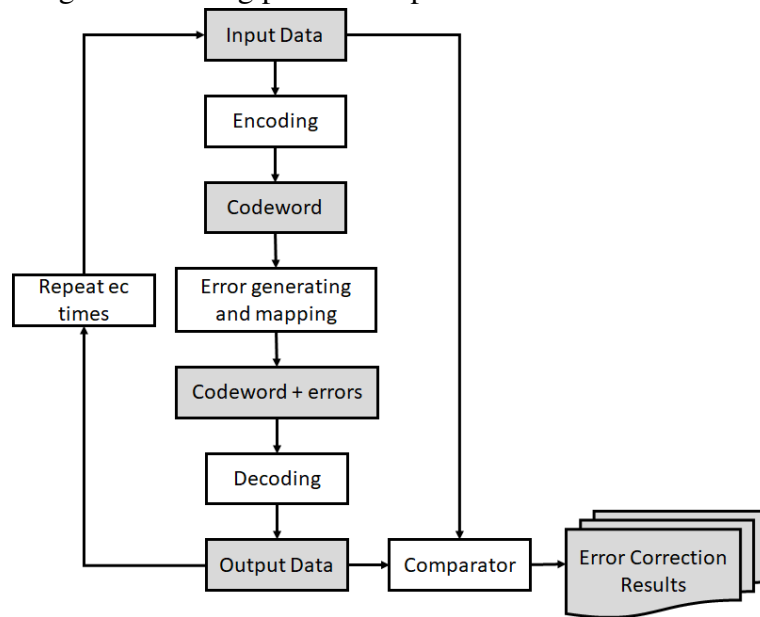 Input Data
Encoding
Codeword
Repeat ec
times
Error generating
and mapping
Codeword + errors
Decoding
Output Data
Comparator
Error Correction
Results